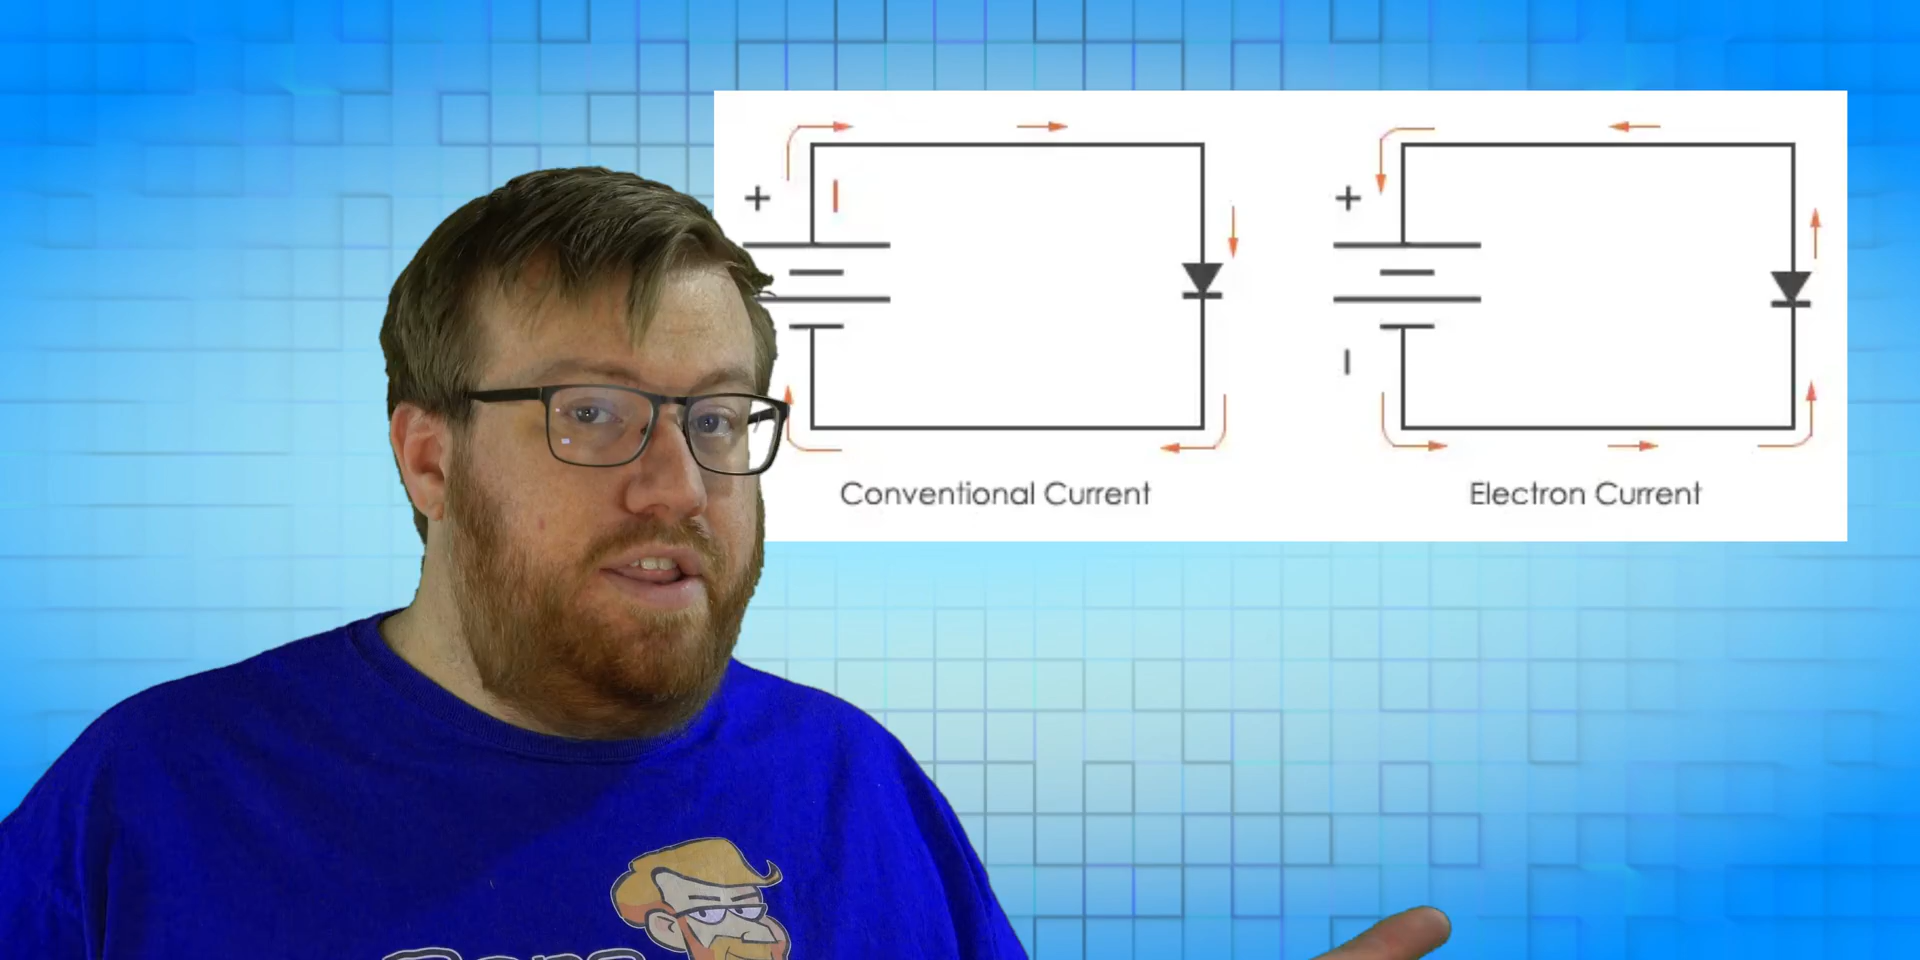 +
I
+
I
Conventional Current
Electron Current